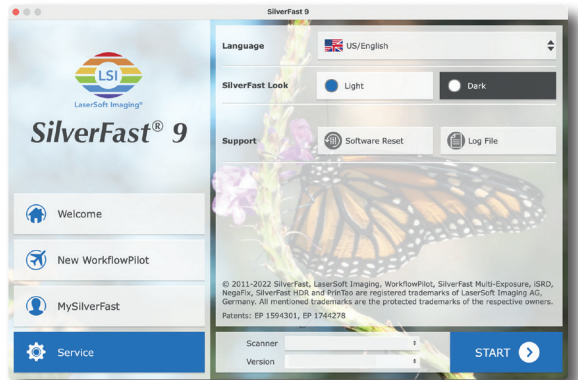 SilverFast 9
LSI
LaserSoft Imaging®
SilverFast® 9
Welcome
New WorkflowPilot
MySilverFast
Service
Language
US/English
SilverFast Look
Light
Dark
Support
Software Reset
Log File
© 2011-2022 SilverFast, LaserSoft Imaging, WorkflowPilot, SilverFast Multi-Exposure, iSRD,
NegaFix, SilverFast HDR and PrinTao are registered trademarks of LaserSoft Imaging AG,
Germany. All mentioned trademarks are the protected trademarks of the respective owners.
Patents: EP 1594301, EP 1744278
Scanner
Version
START